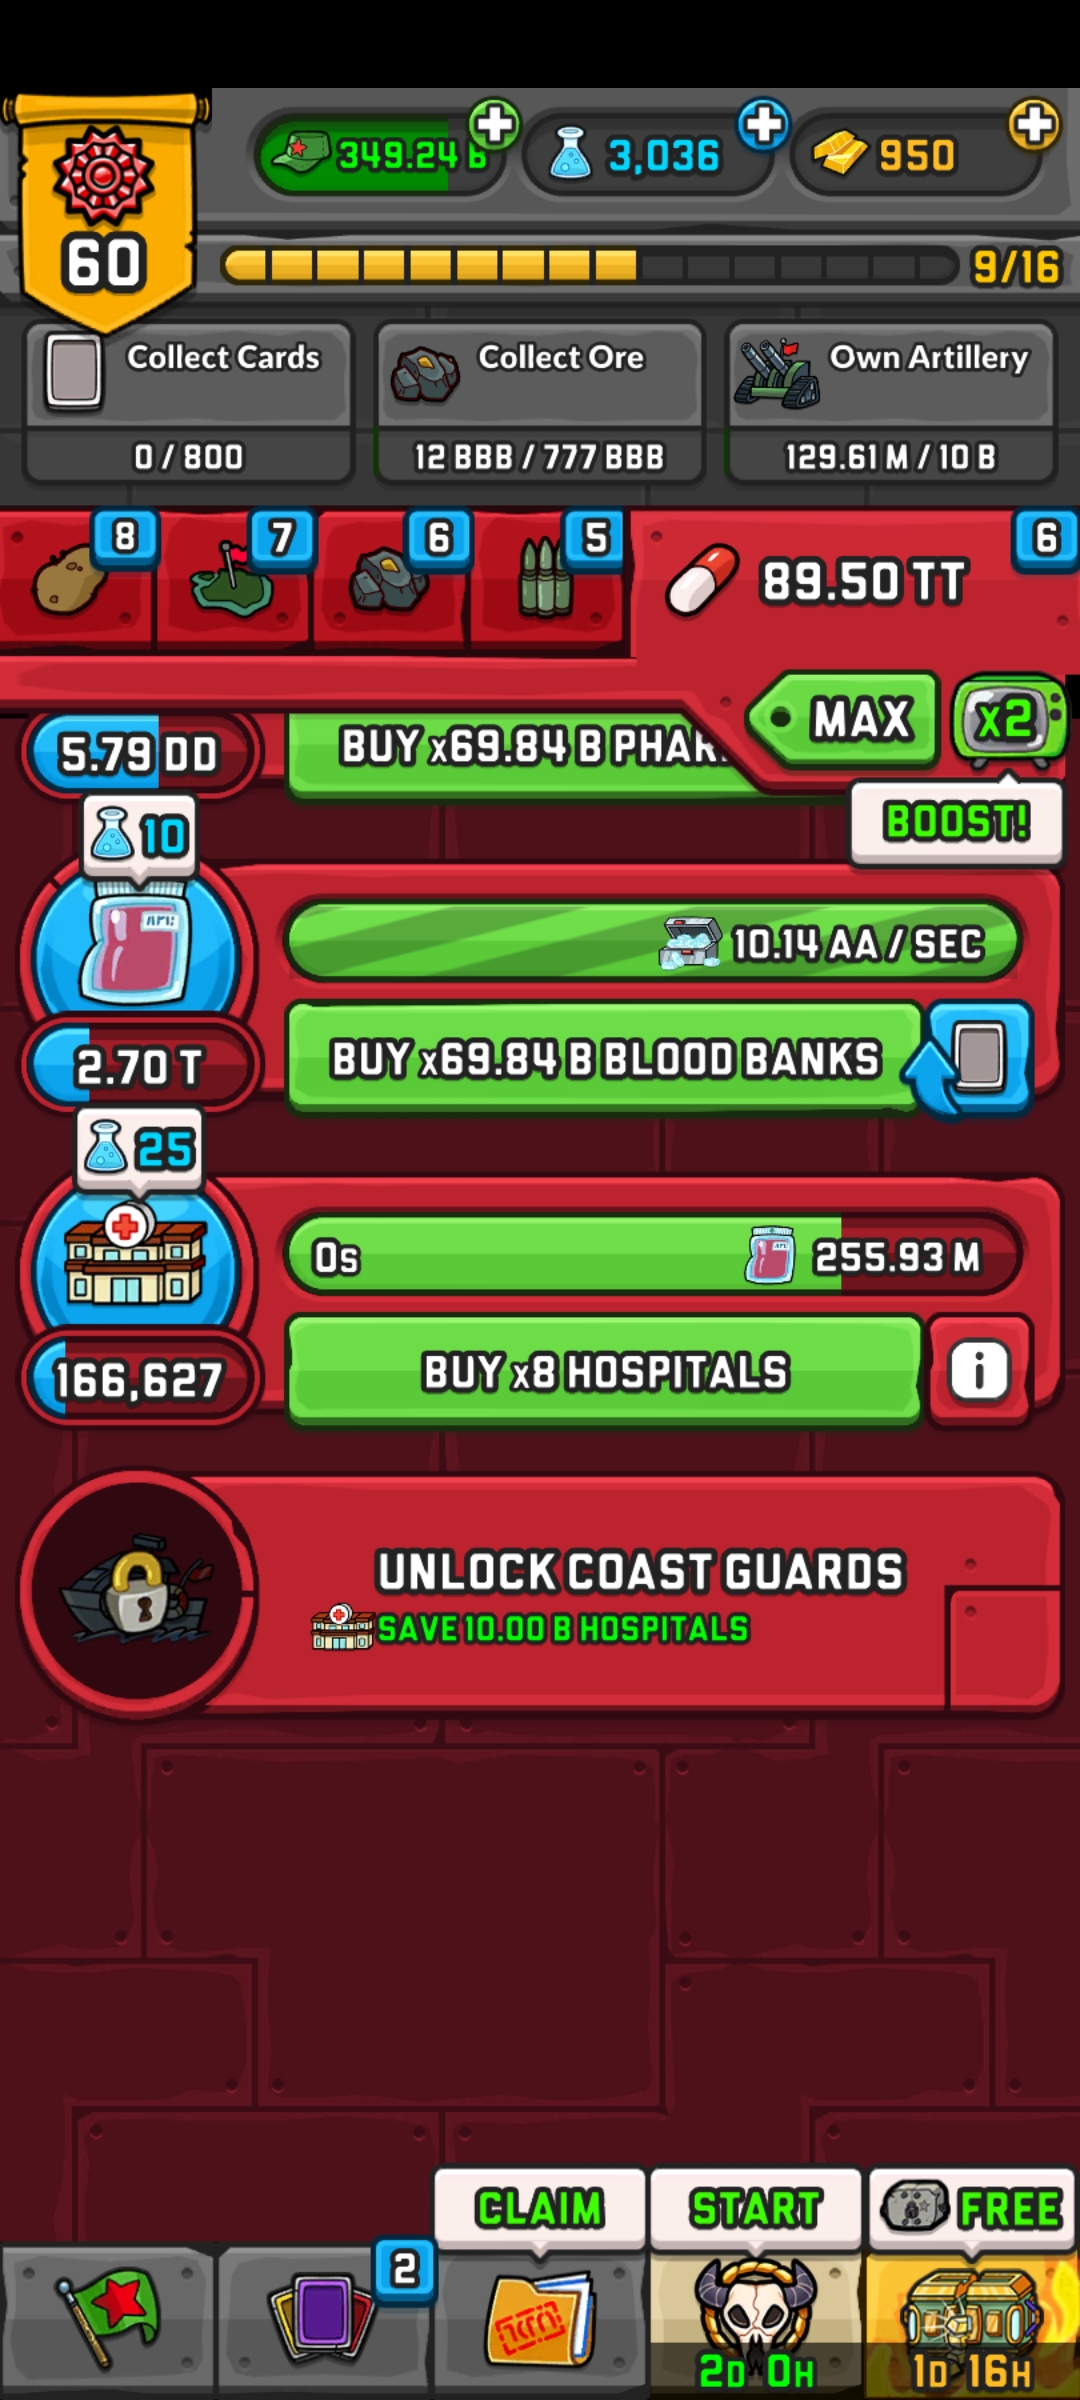 60
349.24 B
3,036
950
9/16
Collect Cards
0 / 800
Collect Ore
12 BBB / 777 BBB
Own Artillery
129.61 M / 10 B
8
7
6
5
89.50 TT
6
MAX
x2
BOOST!
5.79 DD
BUY x69.84 B PHAR
10
10.14 AA / SEC
2.70 T
BUY x69.84 B BLOOD BANKS
25
0s
255.93 M
166,627
BUY x8 HOSPITALS
i
UNLOCK COAST GUARDS
SAVE 10.00 B HOSPITALS
CLAIM
START
FREE
2
2D 0H
1D 16H